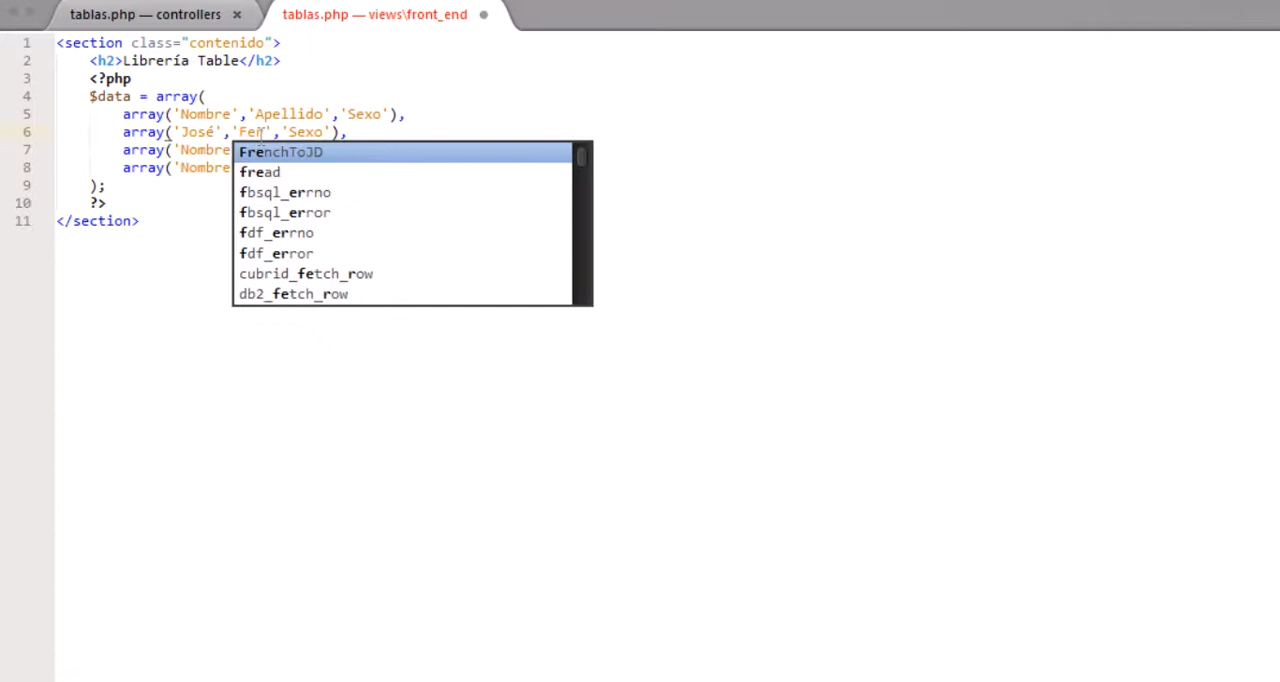 tablas.php — controllers × tablas.php — views\front_end
1 <section class="contenido">
2 <h2>Librería Table</h2>
3 <?php
4 $data = array(
5 array('Nombre','Apellido','Sexo'),
6 array('José','Fer','Sexo'),
7 array('Nombre
8 array('Nombre
9 );
10 ?>
11 </section>
FrenchToJD
fread
fbsql_errno
fbsql_error
fdf_errno
fdf_error
cubrid_fetch_row
db2_fetch_row